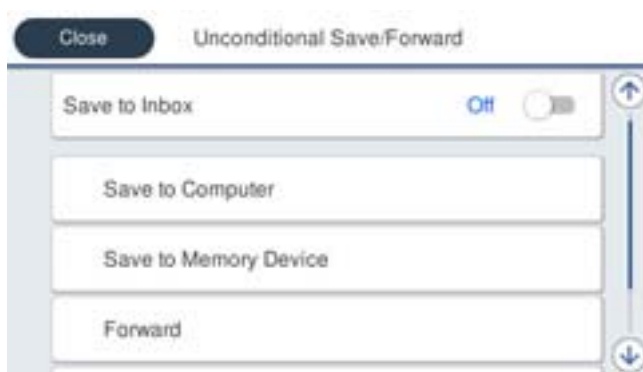 Close Unconditional Save/Forward
Save to Inbox Off
Save to Computer
Save to Memory Device
Forward